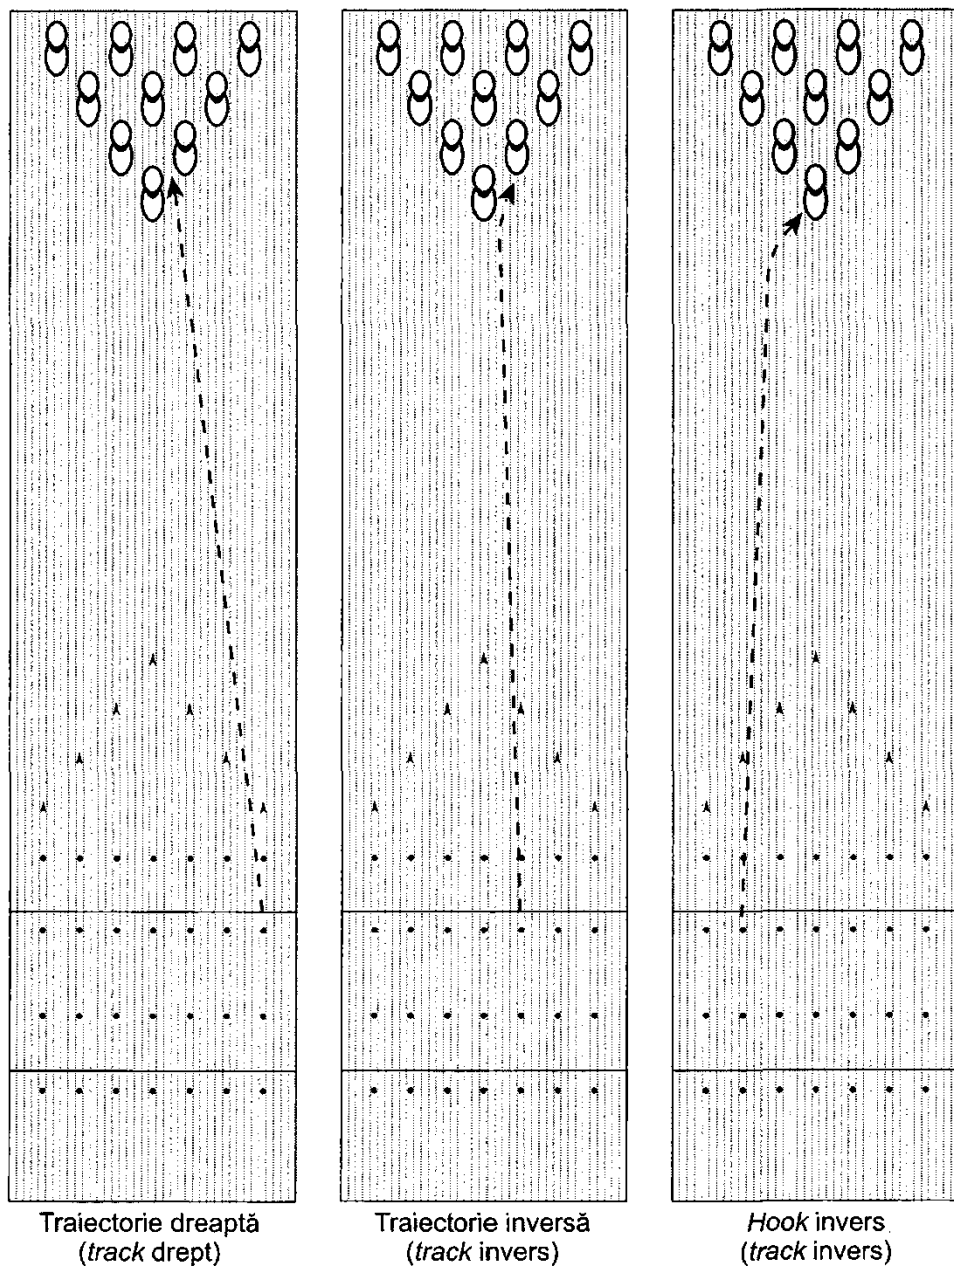 Traiectorie dreaptă
(track drept)
Traiectorie inversă
(track invers)
Hook invers
(track invers)